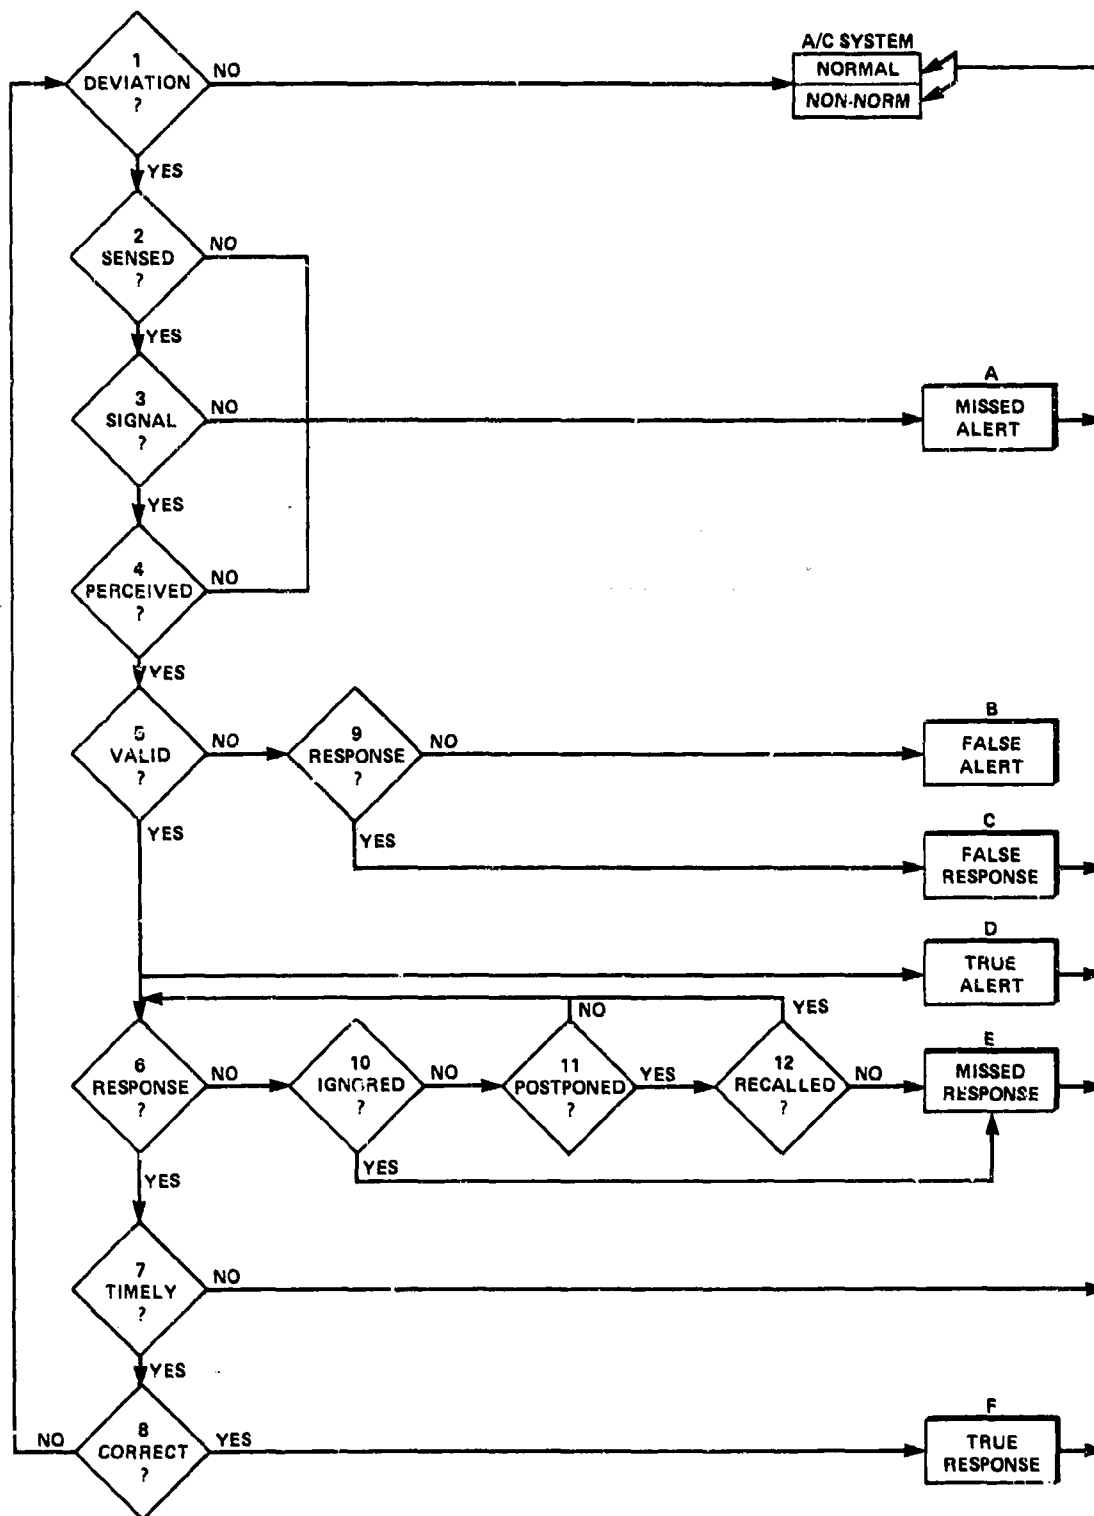 A/C SYSTEM
1
DEVIATION
?
NO
NORMAL
NON-NORM
YES
2
SENSED
?
NO
YES
3
SIGNAL
?
NO
A
MISSED
ALERT
YES
4
PERCEIVED
?
NO
YES
5
VALID
?
NO
9
RESPONSE
?
NO
B
FALSE
ALERT
YES
YES
C
FALSE
RESPONSE
D
TRUE
ALERT
NO
YES
6
RESPONSE
?
NO
10
IGNORED
?
NO
11
POSTPONED
?
YES
12
RECALLED
?
NO
E
MISSED
RESPONSE
YES
YES
7
TIMELY
?
NO
YES
8
CORRECT
?
NO
YES
F
TRUE
RESPONSE